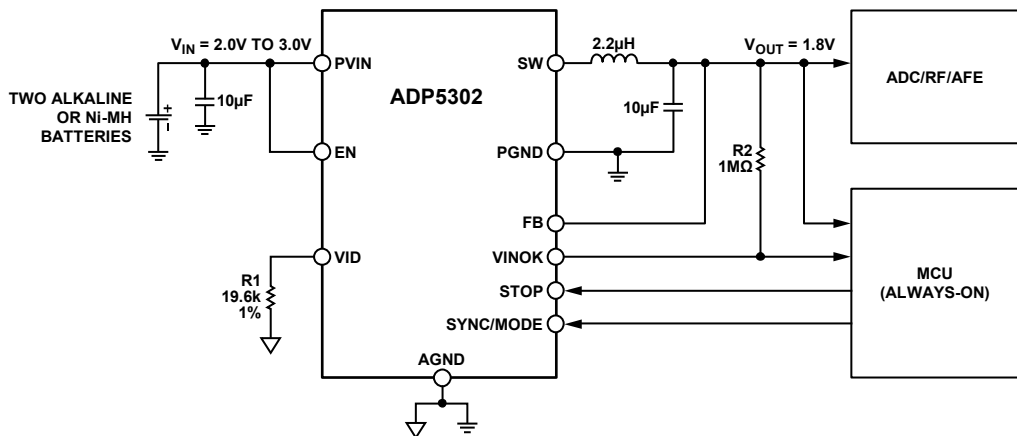 VIN = 2.0V TO 3.0V
TWO ALKALINE
OR Ni-MH
BATTERIES
+
–
10µF
PVIN
EN
VID
R1
19.6k
1%
ADP5302
AGND
SW
PGND
FB
VINOK
STOP
SYNC/MODE
2.2µH
10µF
VOUT = 1.8V
R2
1MΩ
ADC/RF/AFE
MCU
(ALWAYS-ON)